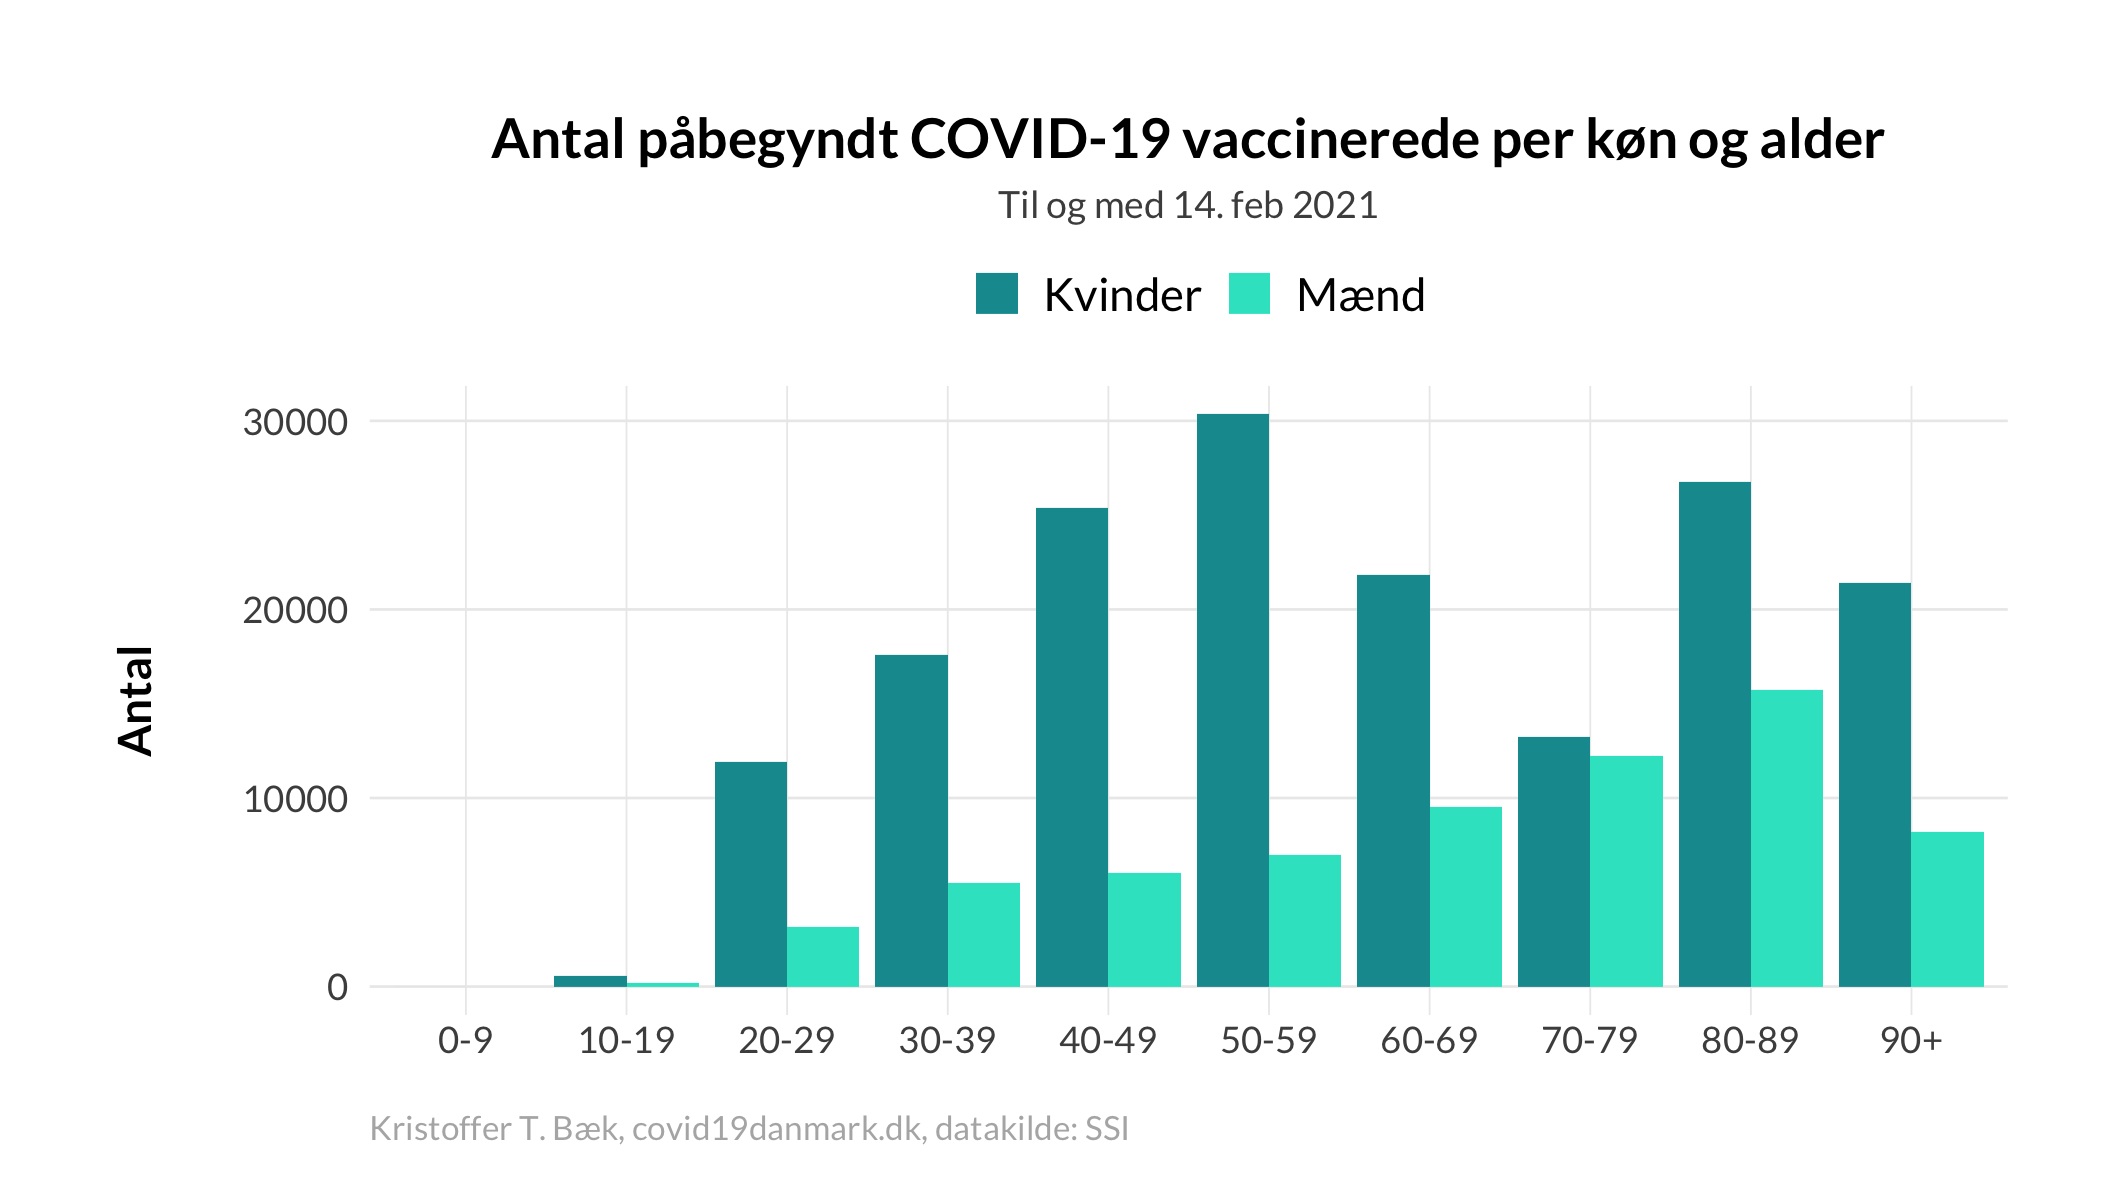 Antal påbegyndt COVID-19 vaccinerede per køn og alder
Til og med 14. feb 2021
Kvinder Mænd
30000
20000
10000
0
Antal
0-9 10-19 20-29 30-39 40-49 50-59 60-69 70-79 80-89 90+
Kristoffer T. Bæk, covid19danmark.dk, datakilde: SSI